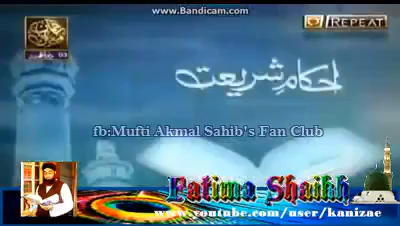 www.Bandicam.com
REPEAT
احکامِ شریعت
fb:Mufti Akmal Sahib's Fan Club
Fatima-Shaikh
www.youtube.com/user/kanizae